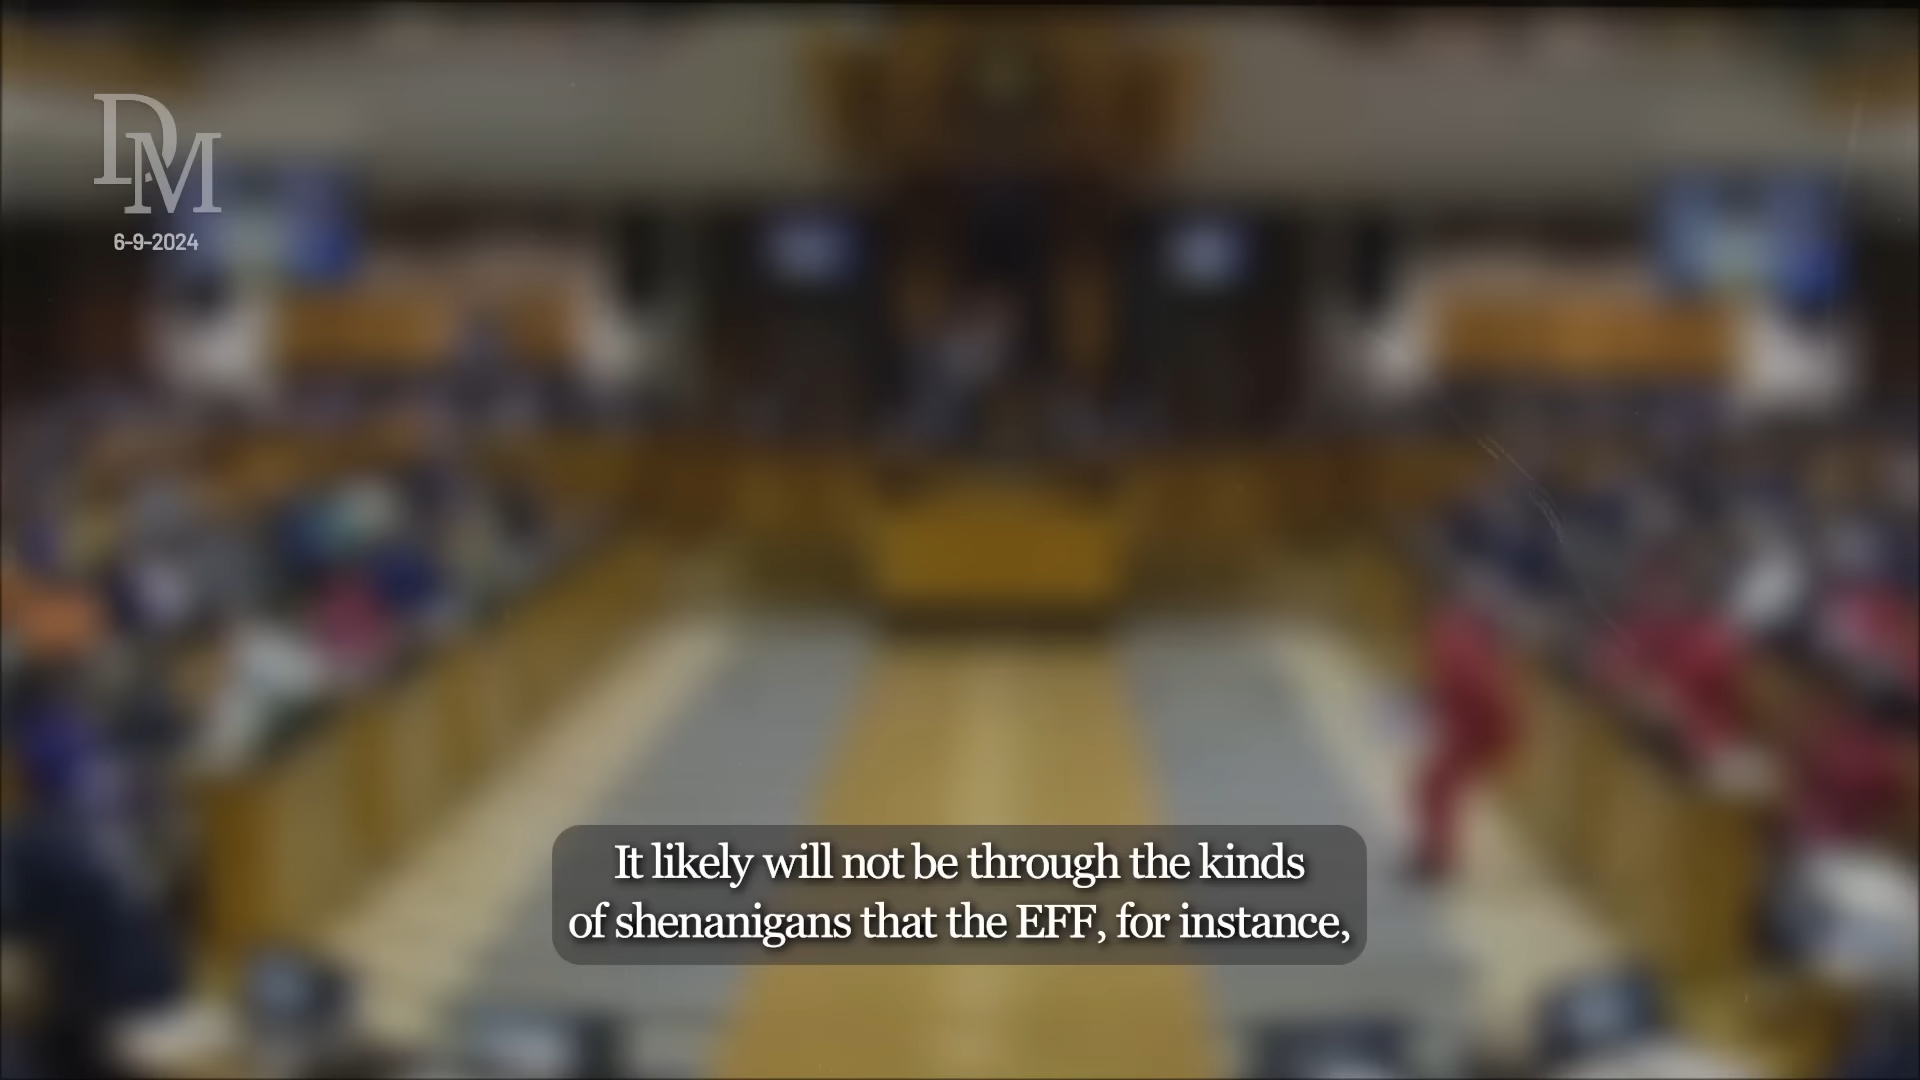 DM
6-9-2024
It likely will not be through the kinds
of shenanigans that the EFF, for instance,